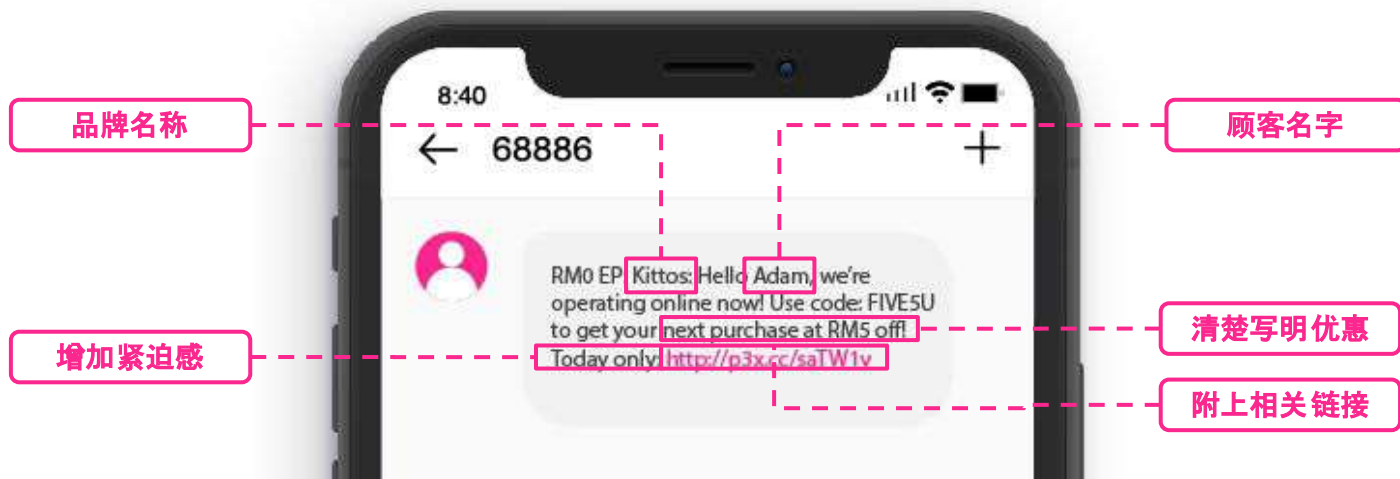 8:40
品牌名称
顾客名字
68886
RM0 EP: Kittos: Hello Adam, we're
operating online now! Use code: FIVE5U
to get your next purchase at RM5 off!
清楚写明优惠
增加紧迫感
Today only: http://p3x.cc/saTW1v
附上相关链接